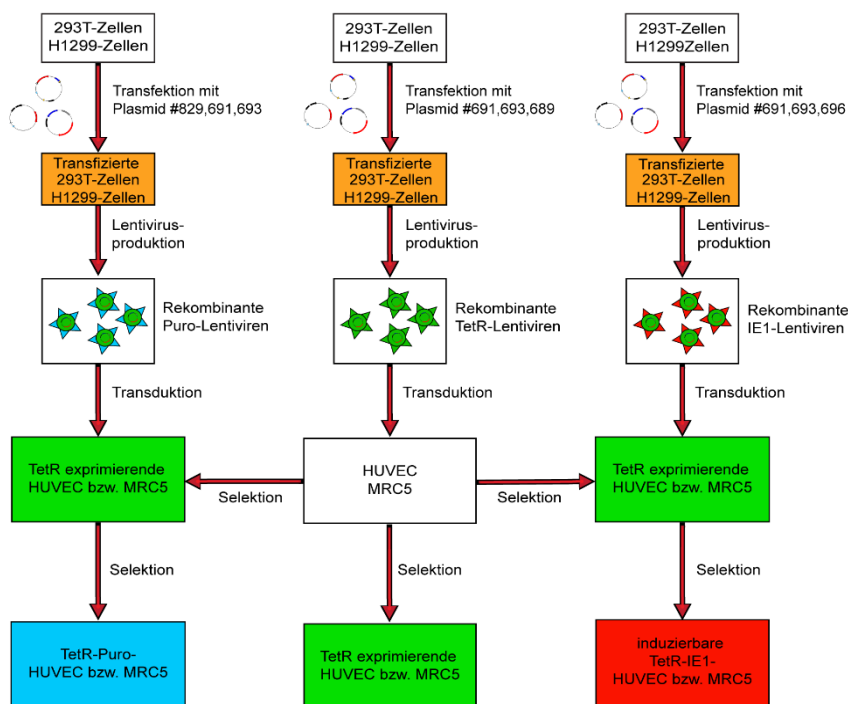 293T-Zellen
H1299-Zellen
293T-Zellen
H1299-Zellen
293T-Zellen
H1299Zellen
Transfektion mit
Plasmid #829,691,693
Transfektion mit
Plasmid #691,693,689
Transfektion mit
Plasmid #691,693,696
Transfizierte
293T-Zellen
H1299-Zellen
Transfizierte
293T-Zellen
H1299-Zellen
Transfizierte
293T-Zellen
H1299-Zellen
Lentivirus-
produktion
Lentivirus-
produktion
Lentivirus-
produktion
Rekombinante
Puro-Lentiviren
Rekombinante
TetR-Lentiviren
Rekombinante
IE1-Lentiviren
Transduktion
Transduktion
Transduktion
TetR exprimierende
HUVEC bzw. MRC5
Selektion
HUVEC
MRC5
Selektion
TetR exprimierende
HUVEC bzw. MRC5
Selektion
Selektion
Selektion
TetR-Puro-
HUVEC bzw. MRC5
TetR exprimierende
HUVEC bzw. MRC5
induzierbare
TetR-IE1-
HUVEC bzw. MRC5